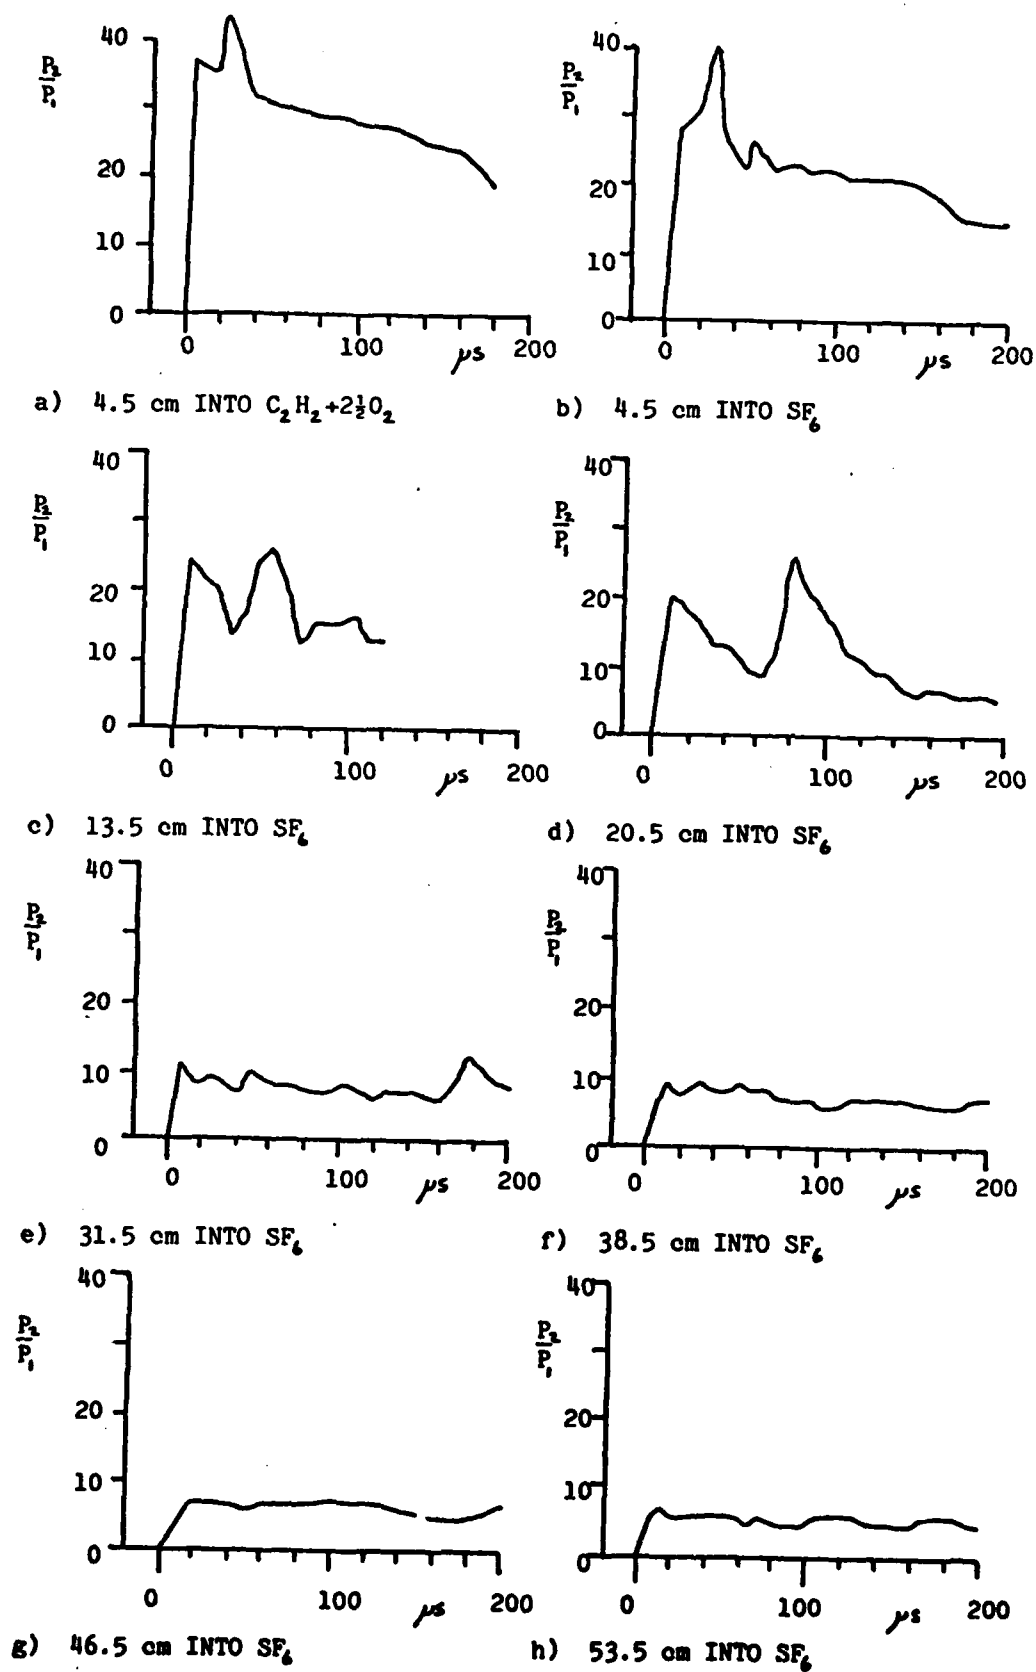 40 20 10 0
P₂/P₁
0 100 μs 200
a) 4.5 cm INTO C₂H₂+2½O₂
40 20 10 0
P₂/P₁
0 100 μs 200
b) 4.5 cm INTO SF₆
40 20 10 0
P₂/P₁
0 100 μs 200
c) 13.5 cm INTO SF₆
40 20 10 0
P₂/P₁
0 100 μs 200
d) 20.5 cm INTO SF₆
40 20 10 0
P₂/P₁
0 100 μs 200
e) 31.5 cm INTO SF₆
40 20 10 0
P₂/P₁
0 100 μs 200
f) 38.5 cm INTO SF₆
40 20 10 0
P₂/P₁
0 100 μs 200
g) 46.5 cm INTO SF₆
40 20 10 0
P₂/P₁
0 100 μs 200
h) 53.5 cm INTO SF₆